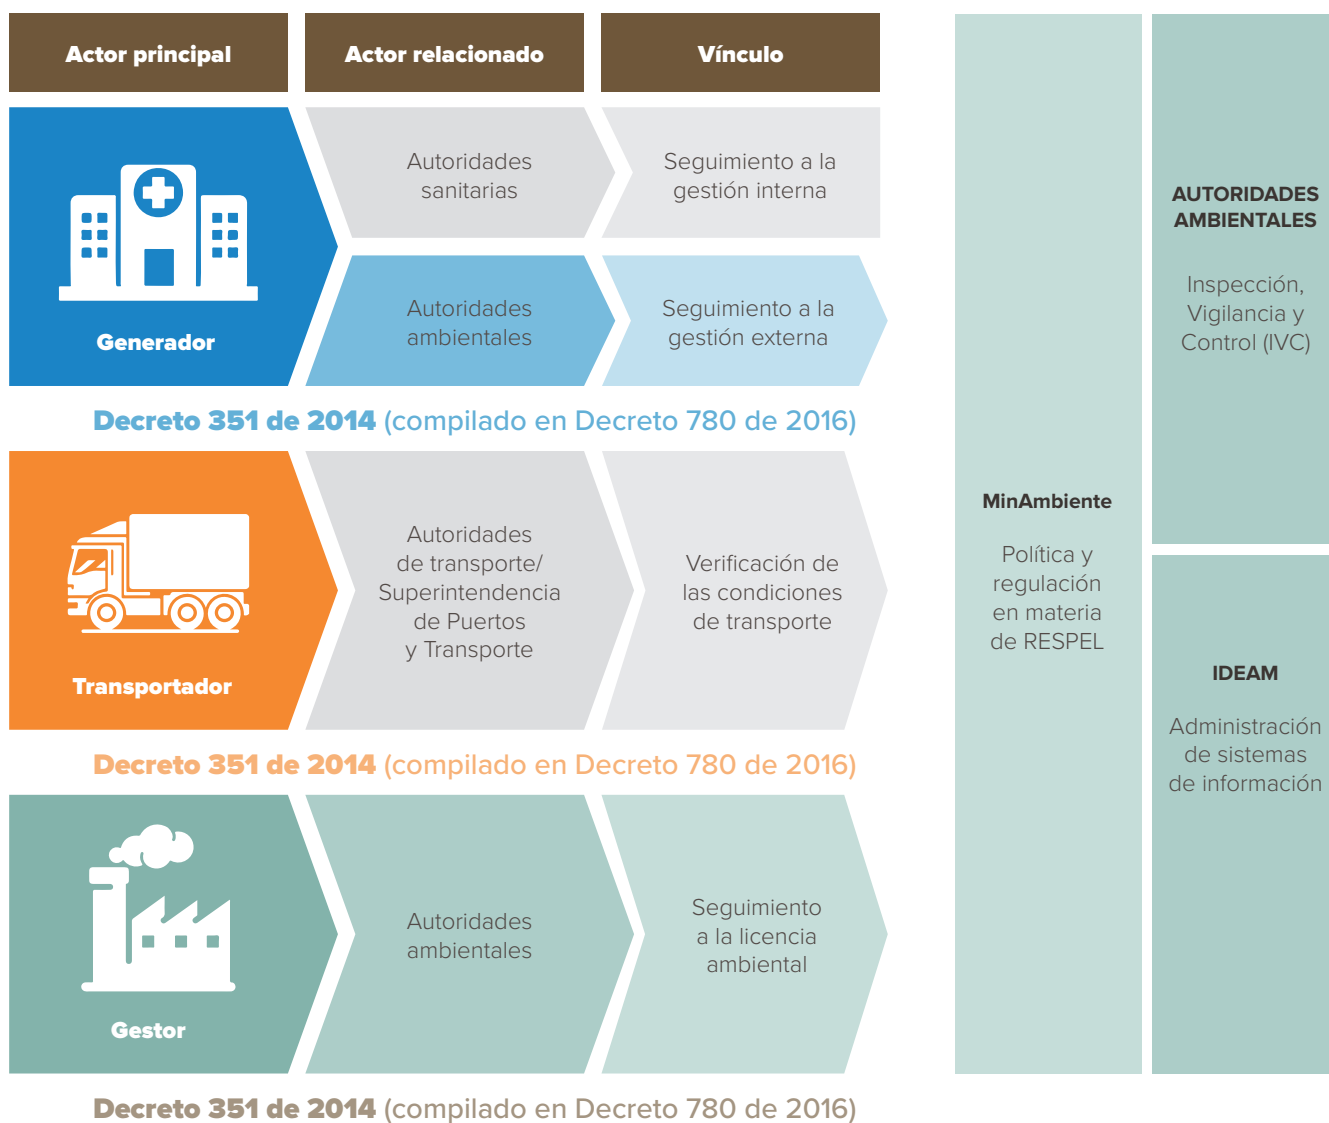 Actor principal
Actor relacionado
Vínculo
Generador
Autoridades
sanitarias
Seguimiento a la
gestión interna
Autoridades
ambientales
Seguimiento a la
gestión externa
Decreto 351 de 2014 (compilado en Decreto 780 de 2016)
Transportador
Autoridades
de transporte/
Superintendencia
de Puertos
y Transporte
Verificación de
las condiciones
de transporte
Decreto 351 de 2014 (compilado en Decreto 780 de 2016)
Gestor
Autoridades
ambientales
Seguimiento
a la licencia
ambiental
Decreto 351 de 2014 (compilado en Decreto 780 de 2016)
MinAmbiente
Política y
regulación
en materia
de RESPEL
AUTORIDADES
AMBIENTALES
Inspección,
Vigilancia y
Control (IVC)
IDEAM
Administración
de sistemas
de información